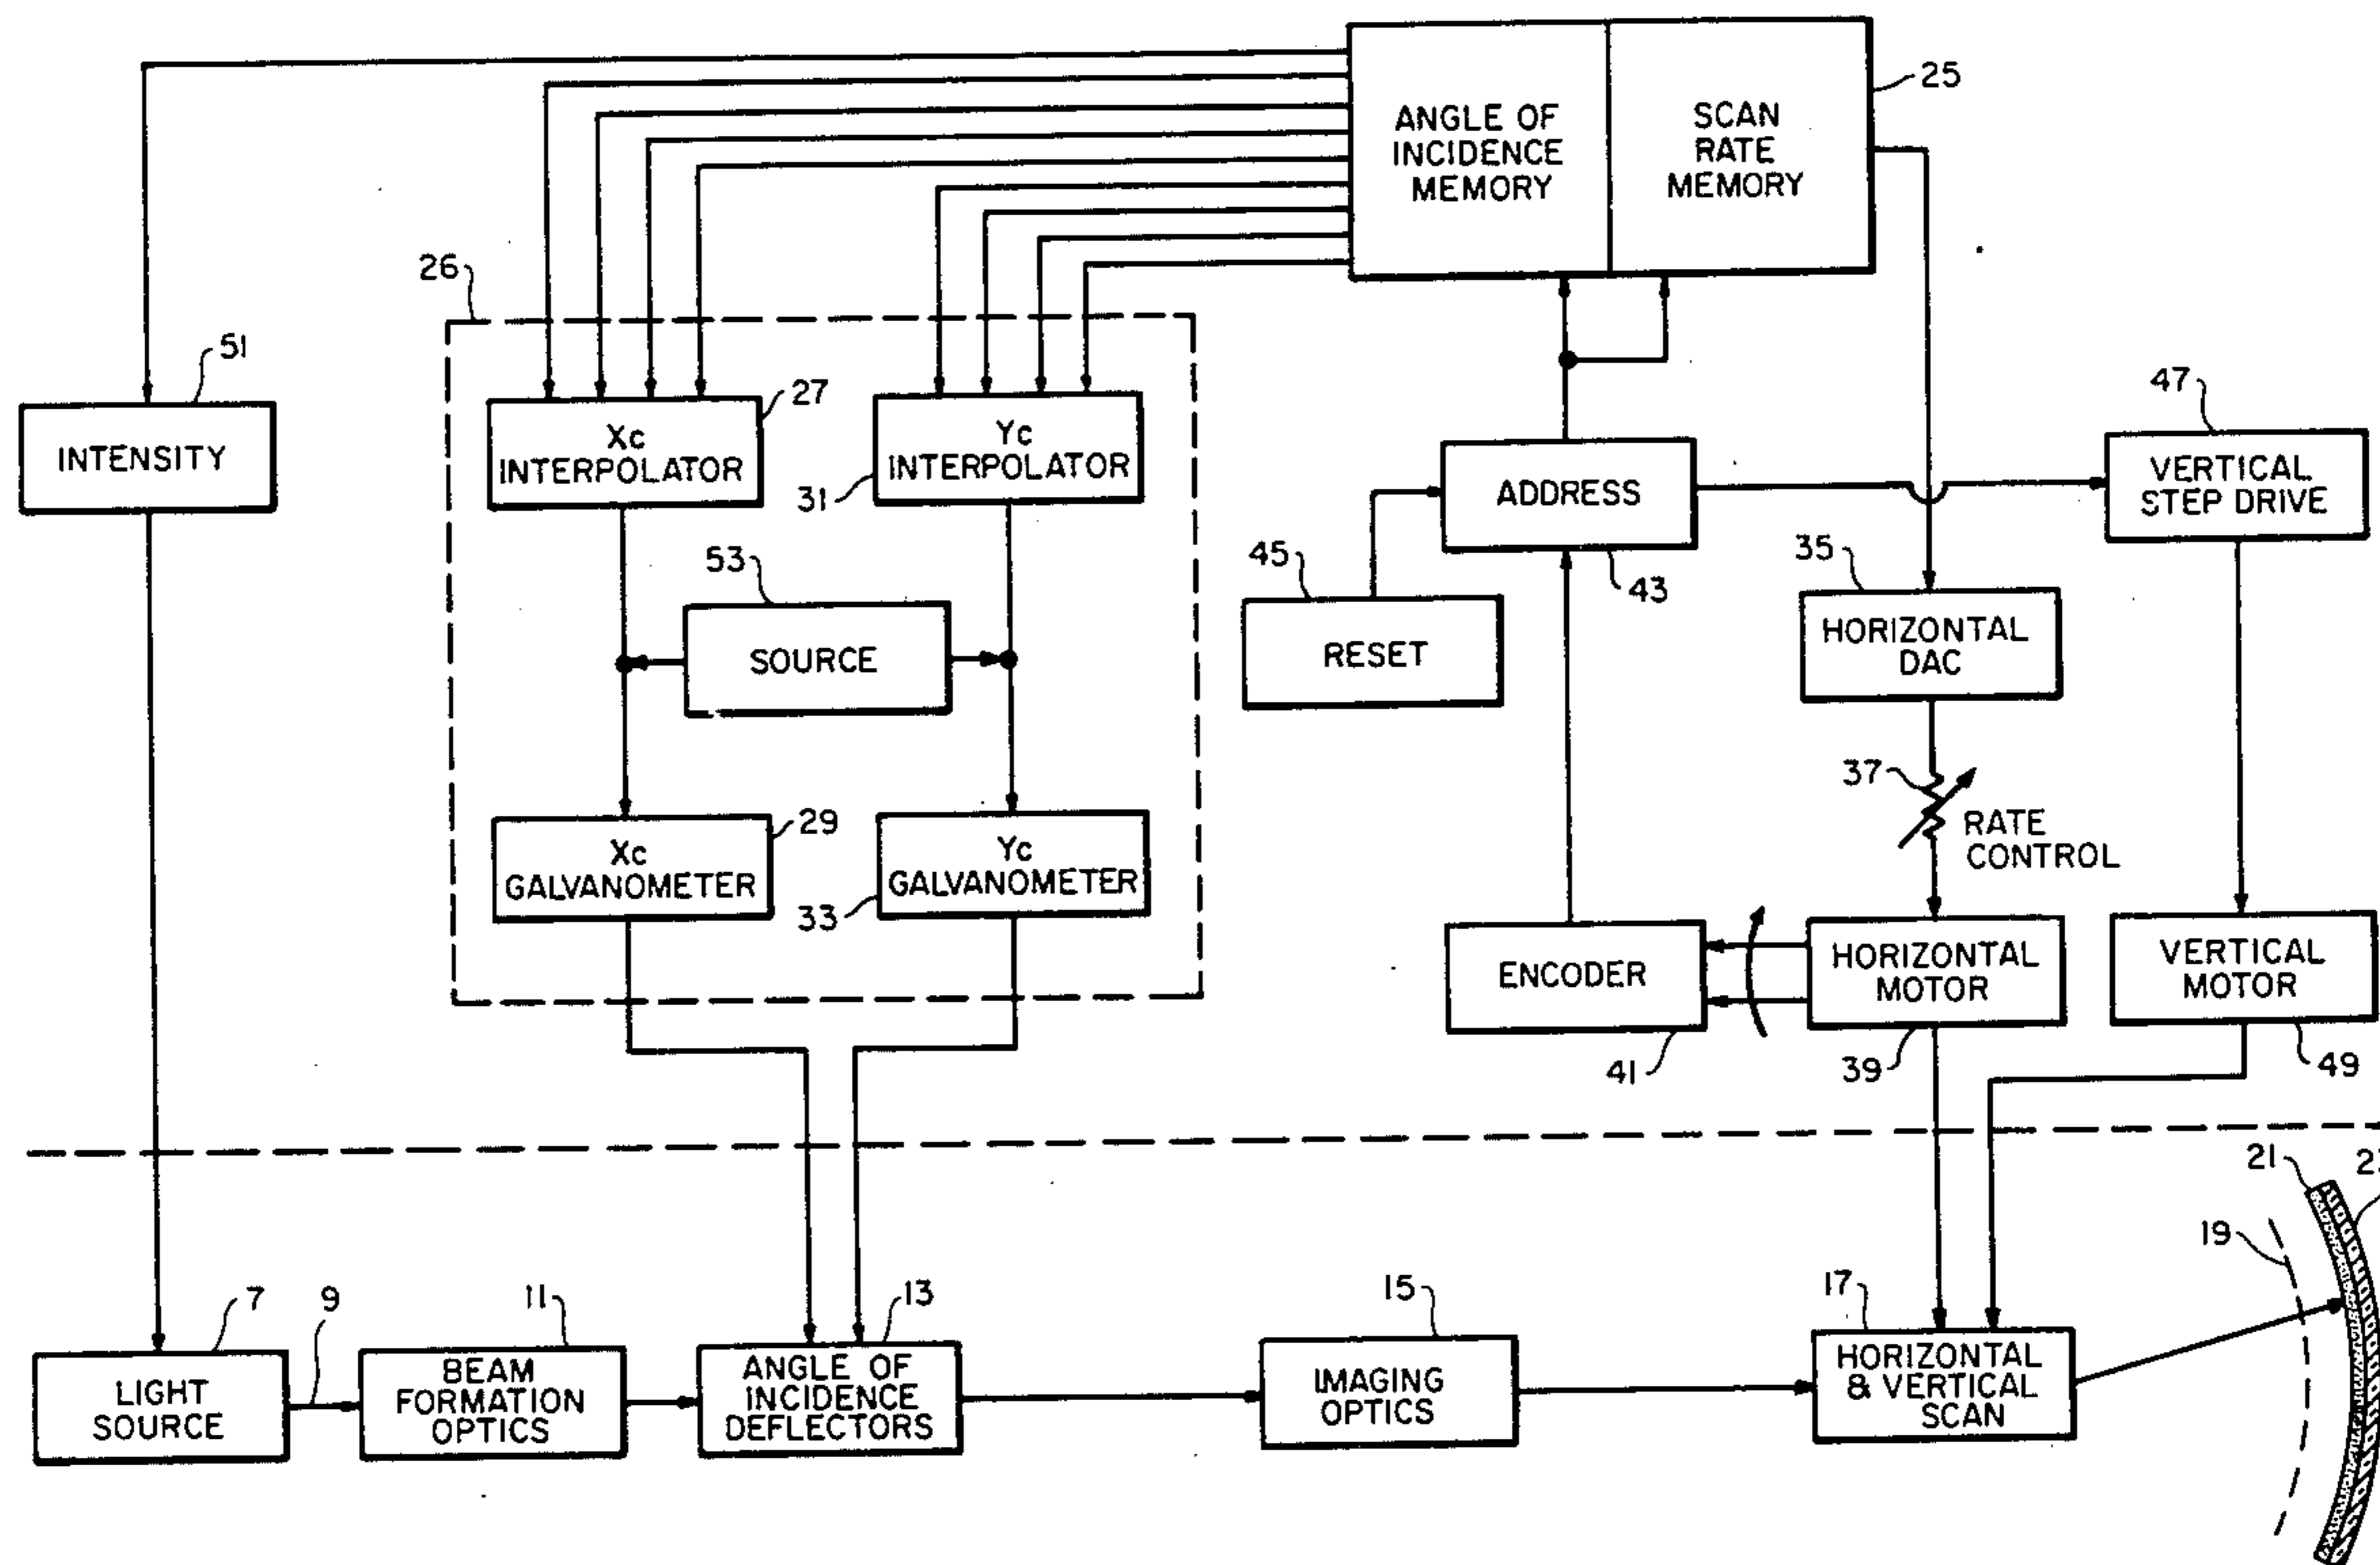 25
ANGLE OF
INCIDENCE
MEMORY
SCAN
RATE
MEMORY
26
51
INTENSITY
27
Xc
INTERPOLATOR
31
Yc
INTERPOLATOR
53
SOURCE
29
Xc
GALVANOMETER
33
Yc
GALVANOMETER
45
RESET
ADDRESS
43
47
VERTICAL
STEP DRIVE
35
HORIZONTAL
DAC
37
RATE
CONTROL
ENCODER
41
HORIZONTAL
MOTOR
39
VERTICAL
MOTOR
49
7
LIGHT
SOURCE
9
11
BEAM
FORMATION
OPTICS
13
ANGLE OF
INCIDENCE
DEFLECTORS
15
IMAGING
OPTICS
17
HORIZONTAL
& VERTICAL
SCAN
19
21